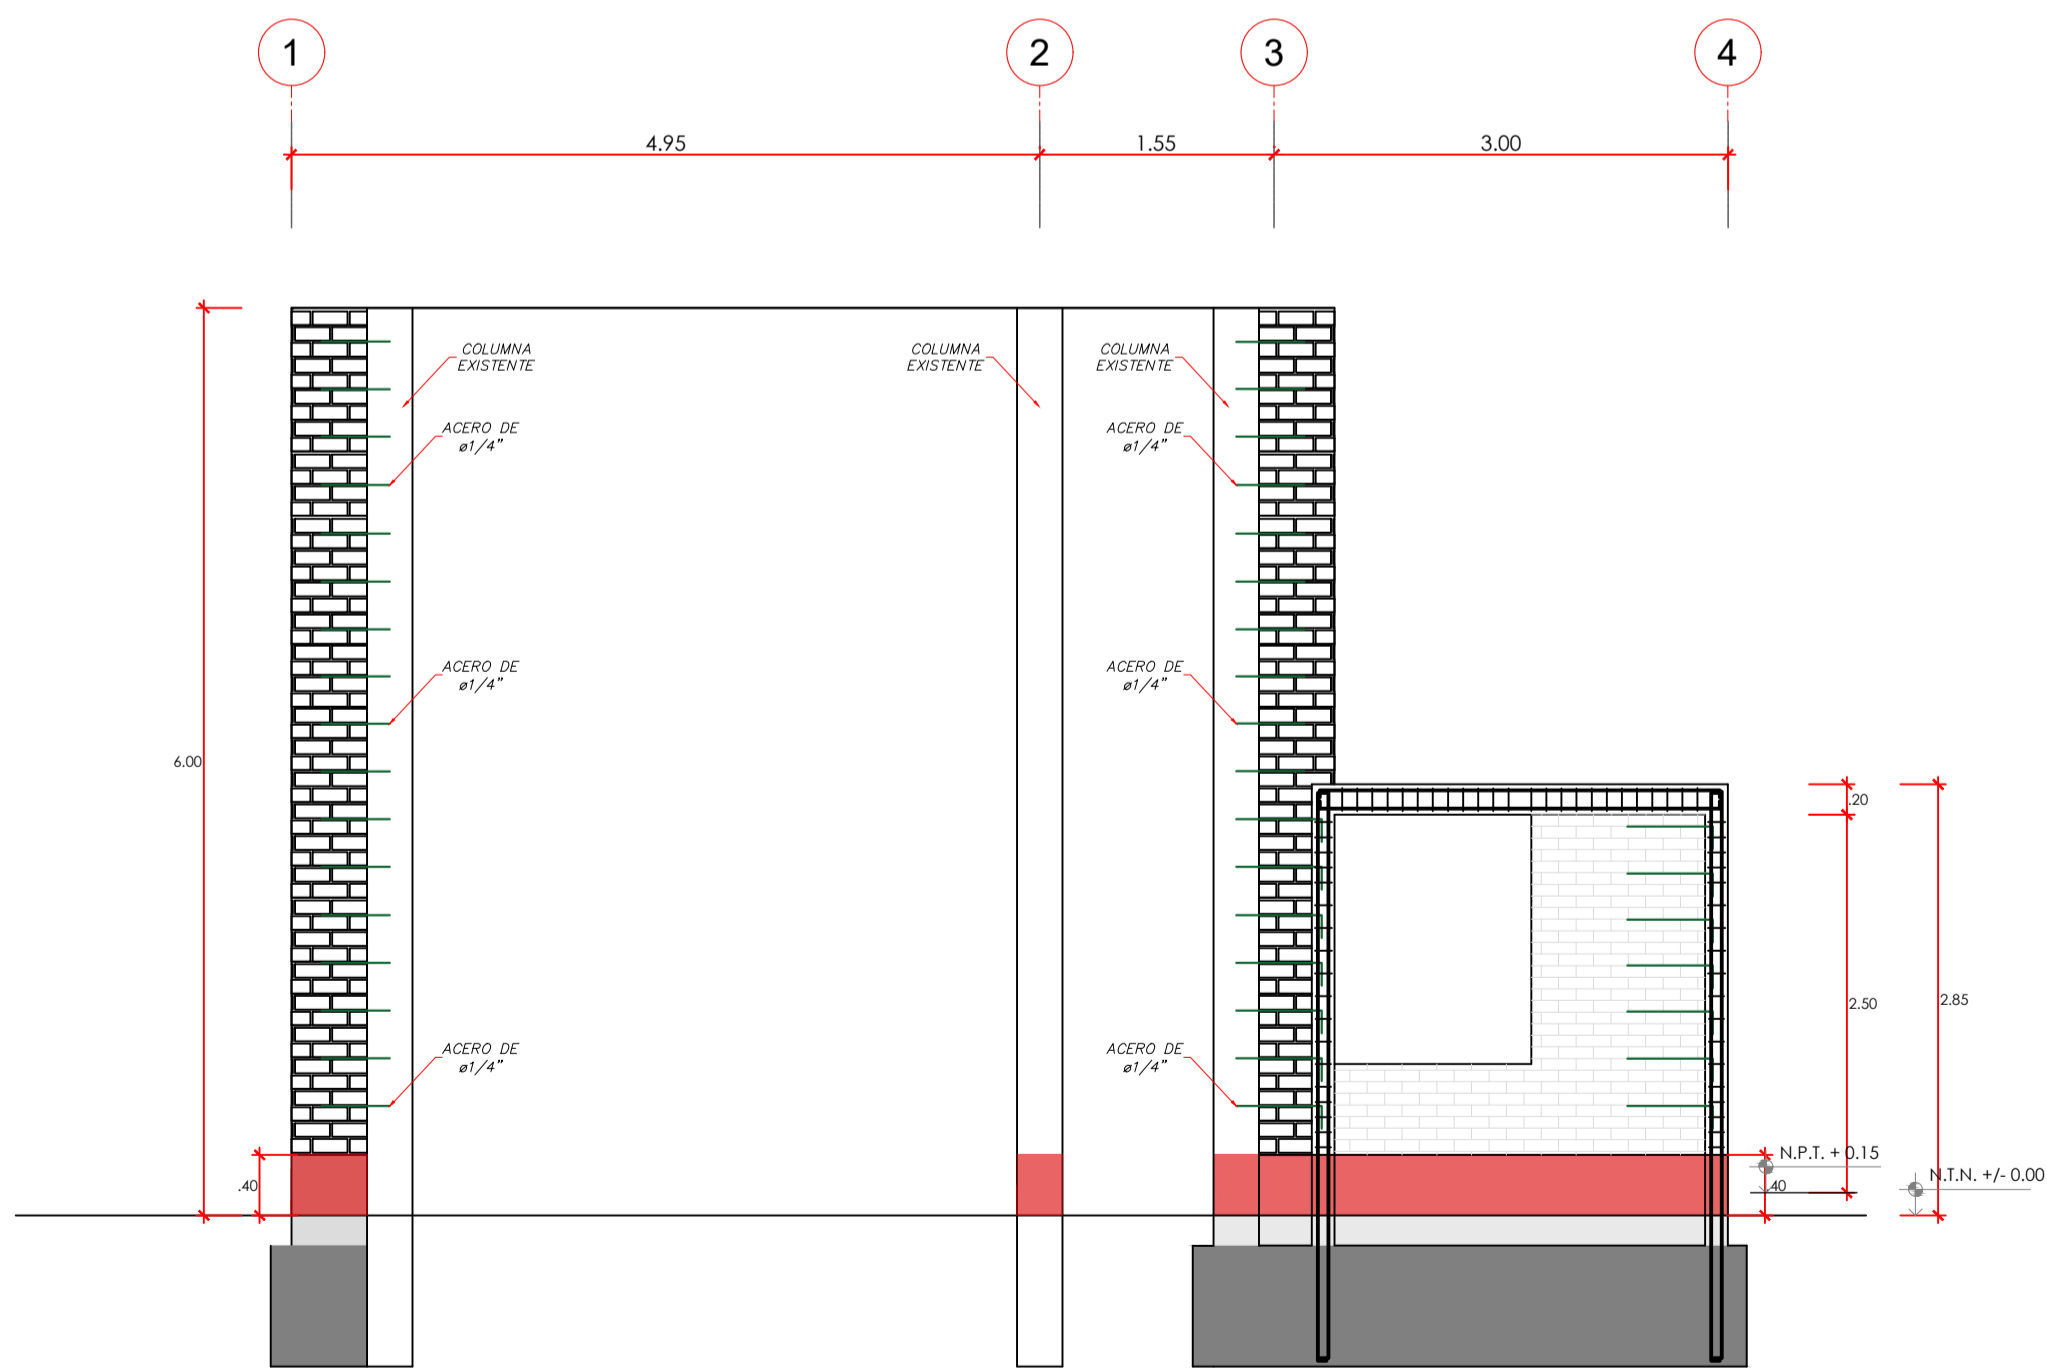 1
2
3
4
4.95
1.55
3.00
COLUMNA
EXISTENTE
COLUMNA
EXISTENTE
COLUMNA
EXISTENTE
ACERO DE
ø1/4"
ACERO DE
ø1/4"
ACERO DE
ø1/4"
ACERO DE
ø1/4"
6.00
.20
2.50
2.85
ACERO DE
ø1/4"
ACERO DE
ø1/4"
N.P.T. + 0.15
N.T.N. +/- 0.00
.40
.40